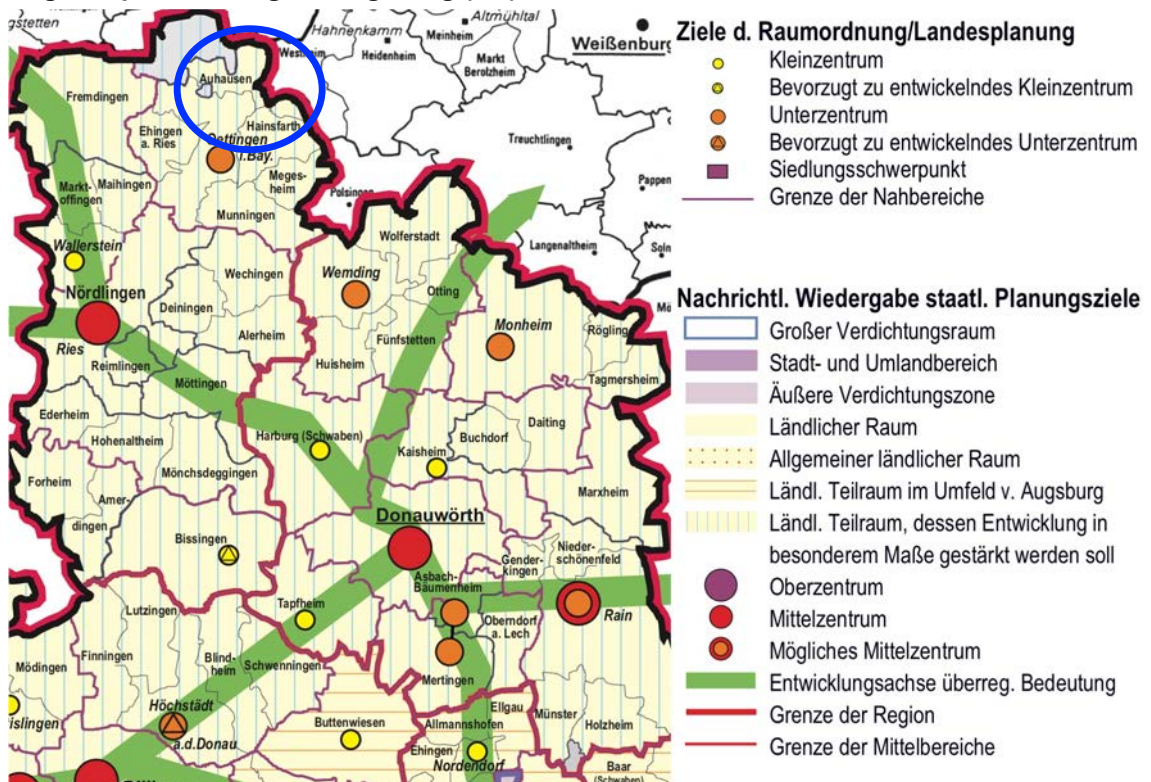 Altmühltal
Hahnenkamm
Meinheim
Weißenburg
Westheim
Heidenheim
Markt
Berolzheim
Auhausen
Fremdingen
Ehingen
a. Ries
Hainsfarth
Oettingen
i.Bay.
Treuchtlingen
Markt-
offingen
Maihingen
Meges-
heim
Polsingen
Munningen
Langenaltheim
Wolferstadt
Wallerstein
Wechingen
Wemding
Otting
Nördlingen
Deiningen
Monheim
Rögling
Alerheim
Fünfstetten
Ries
Reimlingen
Huisheim
Möttingen
Tagmersheim
Ederheim
Hohenaltheim
Harburg (Schwaben)
Buchdorf
Daiting
Kaisheim
Forheim
Mönchsdeggingen
Amer-
dingen
Marxheim
Donauwörth
Bissingen
Gender-
kingen
Nieder-
schönenfeld
Asbach-
Bäumenheim
Lutzingen
Tapfheim
Oberndorf
a. Lech
Rain
Finningen
Blind-
heim
Schwenningen
Mödingen
Mertingen
Höchstädt
a.d.Donau
Buttenwiesen
Ellgau
Allmannshofen
Münster
Holzheim
Ehingen
Nordendorf
Baar
(Schwaben)
Ziele d. Raumordnung/Landesplanung
Kleinzentrum
Bevorzugt zu entwickelndes Kleinzentrum
Unterzentrum
Bevorzugt zu entwickelndes Unterzentrum
Siedlungsschwerpunkt
Grenze der Nahbereiche
Nachrichtl. Wiedergabe staatl. Planungsziele
Großer Verdichtungsraum
Stadt- und Umlandbereich
Äußere Verdichtungszone
Ländlicher Raum
Allgemeiner ländlicher Raum
Ländl. Teilraum im Umfeld v. Augsburg
Ländl. Teilraum, dessen Entwicklung in
besonderem Maße gestärkt werden soll
Oberzentrum
Mittelzentrum
Mögliches Mittelzentrum
Entwicklungsachse überreg. Bedeutung
Grenze der Region
Grenze der Mittelbereiche